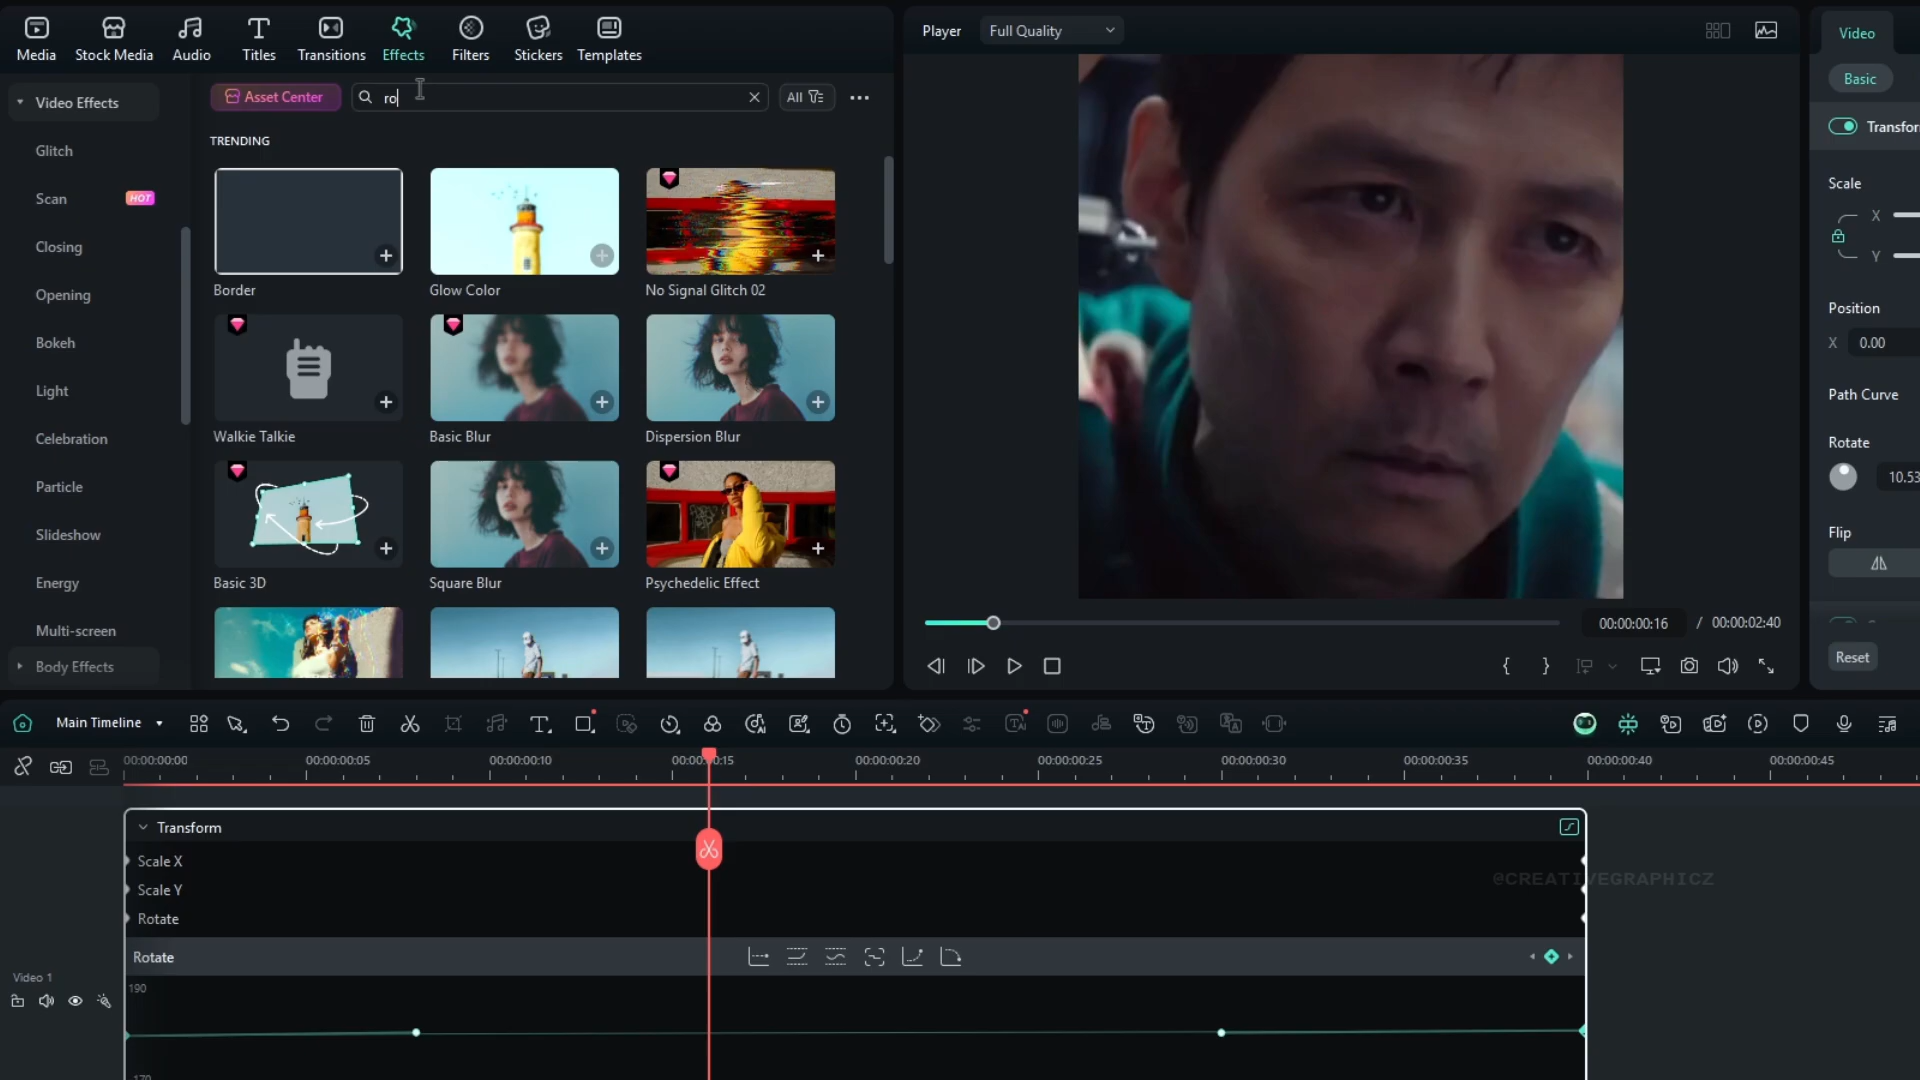 Media
Stock Media
Audio
Titles
Transitions
Effects
Filters
Stickers
Templates
Player
Full Quality
Video
Video Effects
Asset Center
ro
All
Basic
Glitch
TRENDING
Transfor
Scan
HOT
Closing
Opening
Bokeh
Light
Celebration
Particle
Slideshow
Energy
Multi-screen
Body Effects
Border
Glow Color
No Signal Glitch 02
Walkie Talkie
Basic Blur
Dispersion Blur
Basic 3D
Square Blur
Psychedelic Effect
Scale
X
Y
Position
X
0.00
Path Curve
Rotate
10.53
Flip
Reset
00:00:00:16 / 00:00:02:40
Main Timeline
00:00:00:00
00:00:00:05
00:00:00:10
00:00:00:20
00:00:00:25
00:00:00:30
00:00:00:35
00:00:00:40
00:00:00:45
Transform
Scale X
Scale Y
Rotate
@CREATIVEGRAPHICZ
Rotate
Video 1
190